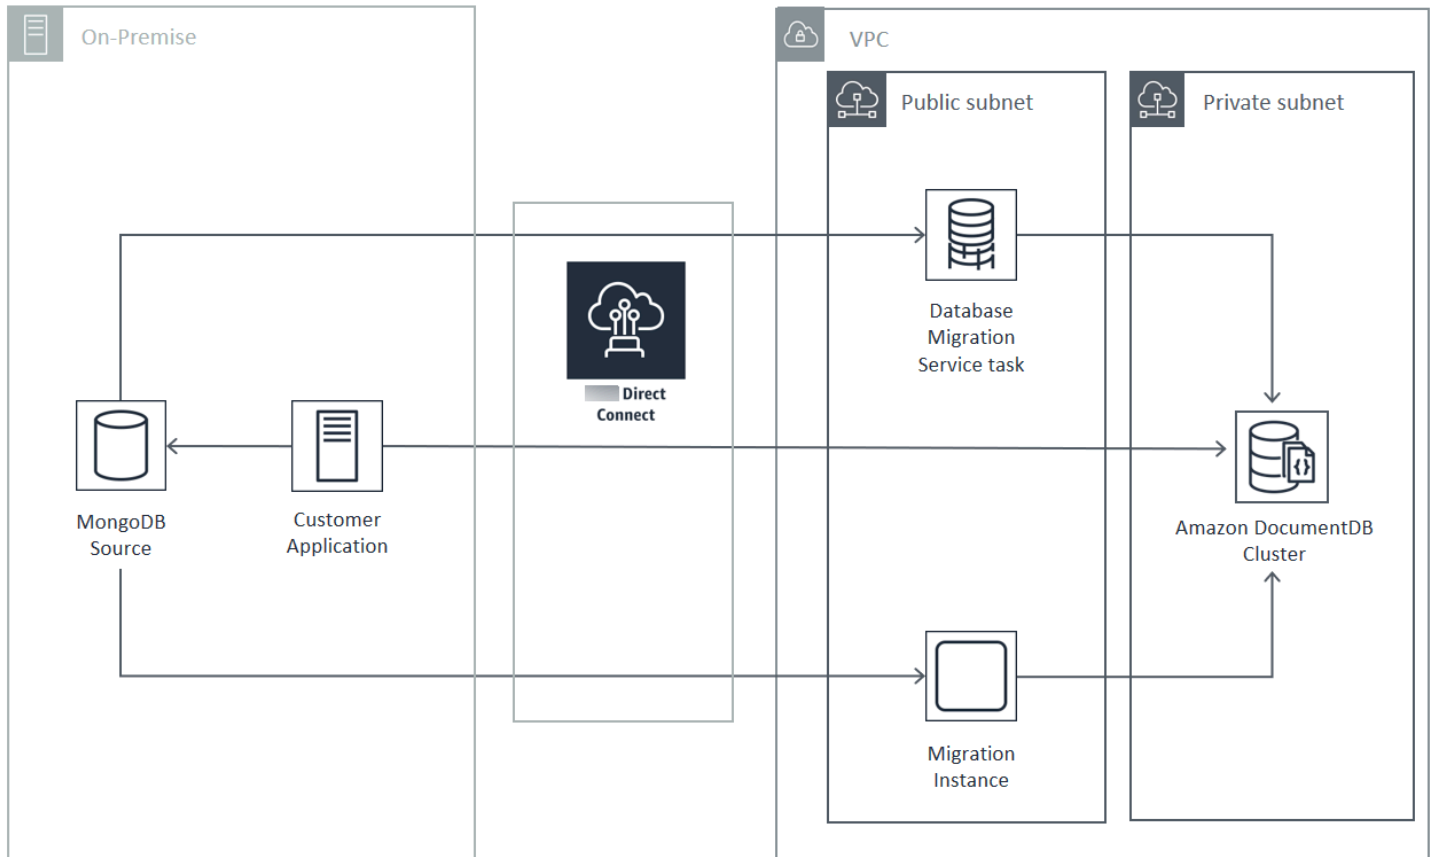 On-Premise
VPC
Public subnet
Private subnet
Database
Migration
Service task
Direct
Connect
MongoDB
Source
Customer
Application
Amazon DocumentDB
Cluster
Migration
Instance
{}